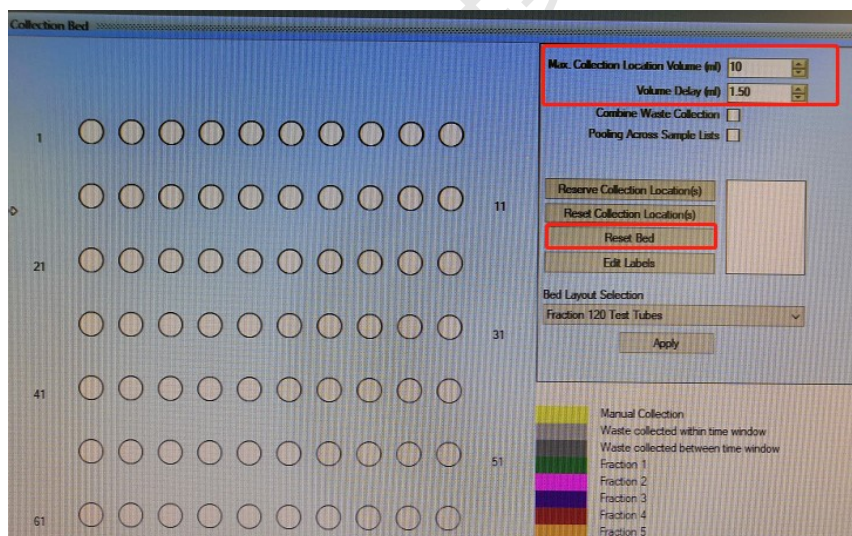 Collection Bed
Max. Collection Location Volume (ml) 10
Volume Delay (ml) 1.50
Combine Waste Collection
Pooling Across Sample Lists
1
11
21
31
41
51
61
Reserve Collection Location(s)
Reset Collection Location(s)
Reset Bed
Edit Labels
Bed Layout Selection
Fraction 120 Test Tubes
Apply
Manual Collection
Waste collected within time window
Waste collected between time window
Fraction 1
Fraction 2
Fraction 3
Fraction 4
Fraction 5